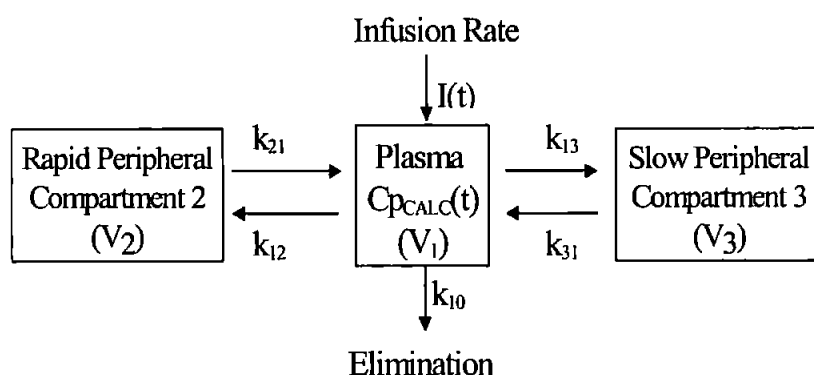 Infusion Rate
I(t)
Rapid Peripheral
Compartment 2
(V₂)
k₂₁
k₁₂
Plasma
Cp_CALC(t)
(V₁)
k₁₃
k₃₁
Slow Peripheral
Compartment 3
(V₃)
k₁₀
Elimination